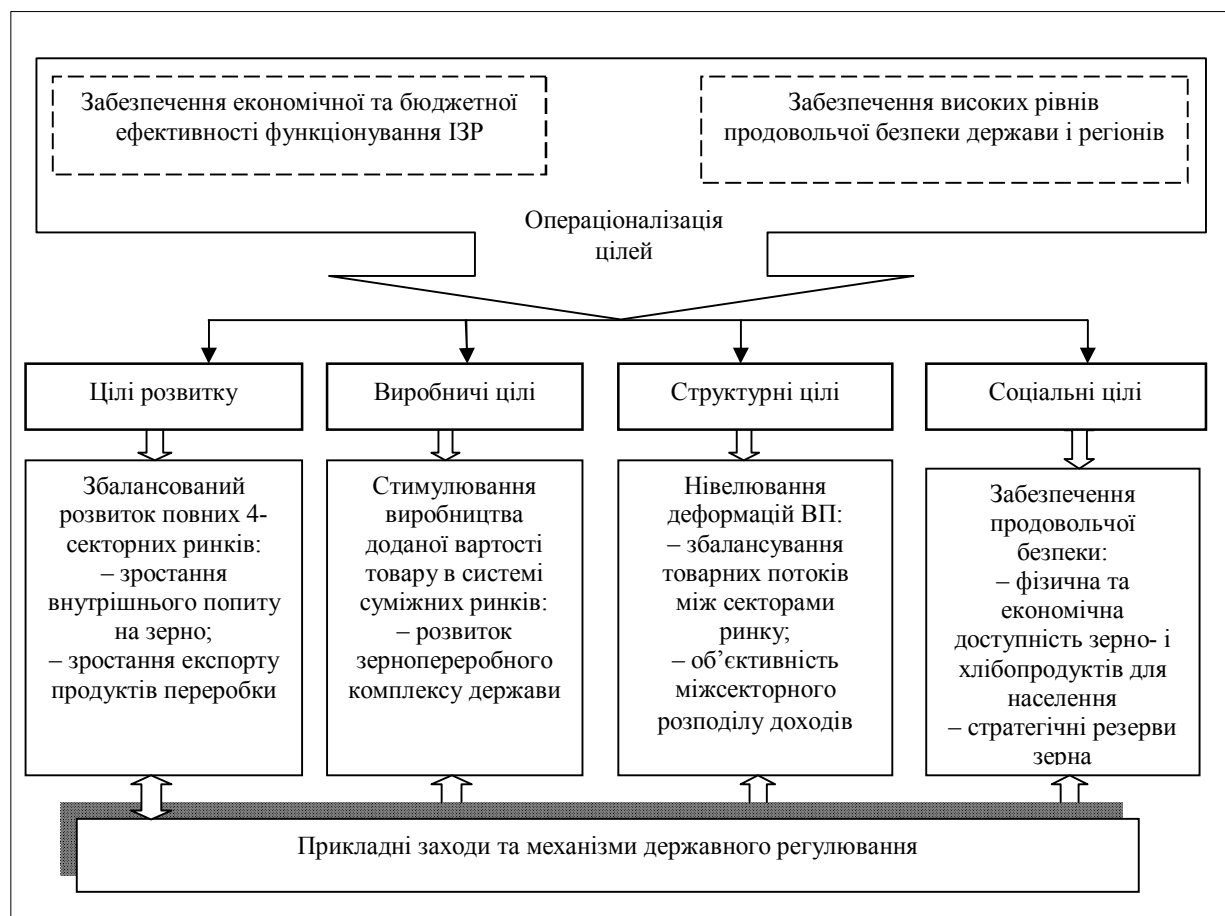 Забезпечення економічної та бюджетної
ефективності функціонування ІЗР
Забезпечення високих рівнів
продовольчої безпеки держави і регіонів
Операціоналізація
цілей
Цілі розвитку
Виробничі цілі
Структурні цілі
Соціальні цілі
Збалансований
розвиток повних 4-
секторних ринків:
– зростання
внутрішнього попиту
на зерно;
– зростання експорту
продуктів переробки
Стимулювання
виробництва
доданої вартості
товару в системі
суміжних ринків:
– розвиток
зернопереробного
комплексу держави
Нівелювання
деформацій ВП:
– збалансування
товарних потоків
між секторами
ринку;
– об’єктивність
міжсекторного
розподілу доходів
Забезпечення
продовольчої
безпеки:
– фізична та
економічна
доступність зерно- і
хлібопродуктів для
населення
– стратегічні резерви
зерна
Прикладні заходи та механізми державного регулювання